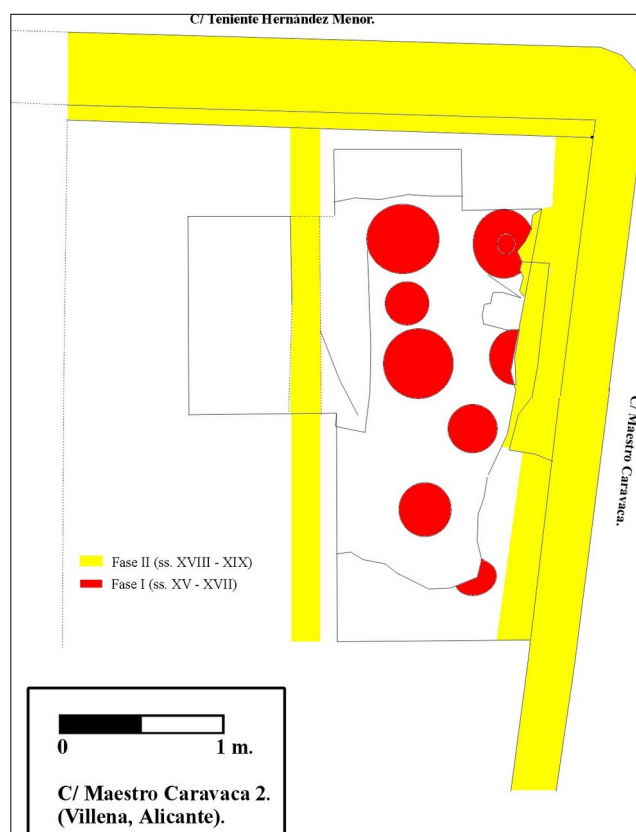 C/ Teniente Hernández Menor.
C/ Maestro Caravaca.
Fase II (ss. XVIII - XIX)
Fase I (ss. XV - XVII)
0 1 m.
C/ Maestro Caravaca 2.
(Villena, Alicante).